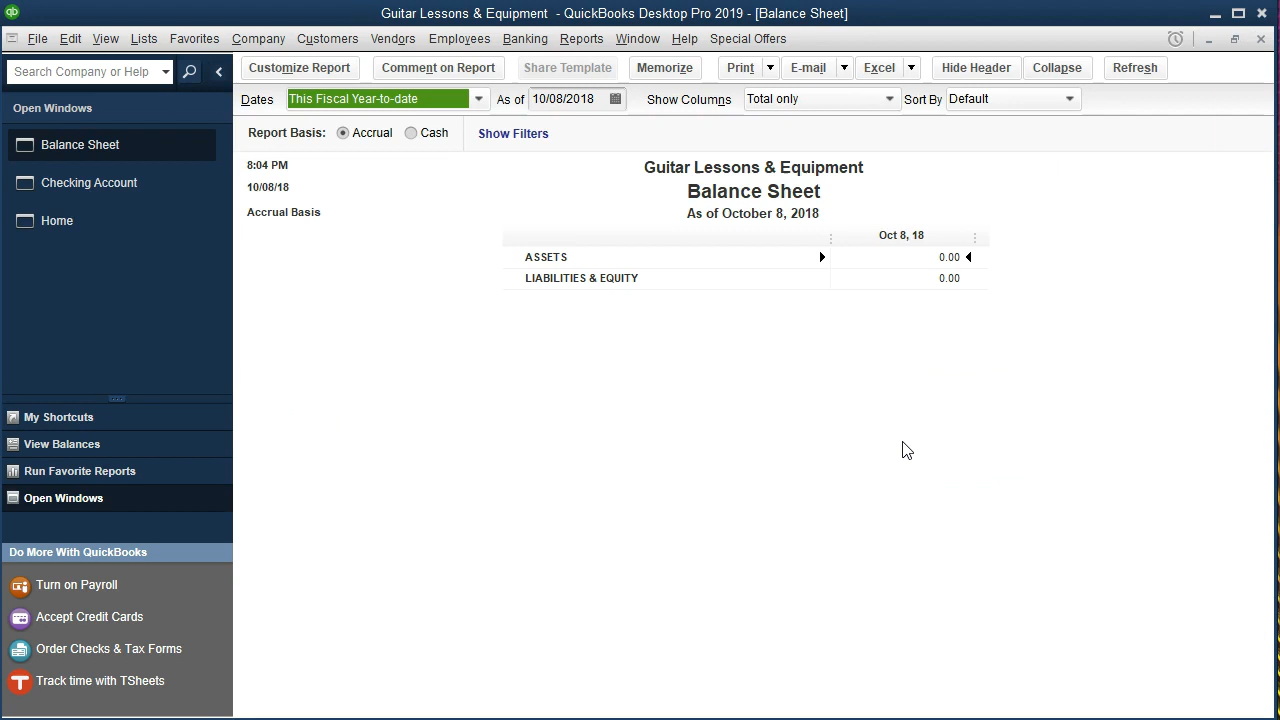 Guitar Lessons & Equipment - QuickBooks Desktop Pro 2019 - [Balance Sheet]
File Edit View Lists Favorites Company Customers Vendors Employees Banking Reports Window Help Special Offers
Search Company or Help
Customize Report Comment on Report Share Template Memorize Print E-mail Excel Hide Header Collapse Refresh
Open Windows
Dates This Fiscal Year-to-date As of 10/08/2018 Show Columns Total only Sort By Default
Balance Sheet
Checking Account
Home
Report Basis: Accrual Cash Show Filters
8:04 PM
10/08/18
Accrual Basis
Guitar Lessons & Equipment
Balance Sheet
As of October 8, 2018
Oct 8, 18
ASSETS 0.00
LIABILITIES & EQUITY 0.00
My Shortcuts
View Balances
Run Favorite Reports
Open Windows
Do More With QuickBooks
Turn on Payroll
Accept Credit Cards
Order Checks & Tax Forms
Track time with TSheets